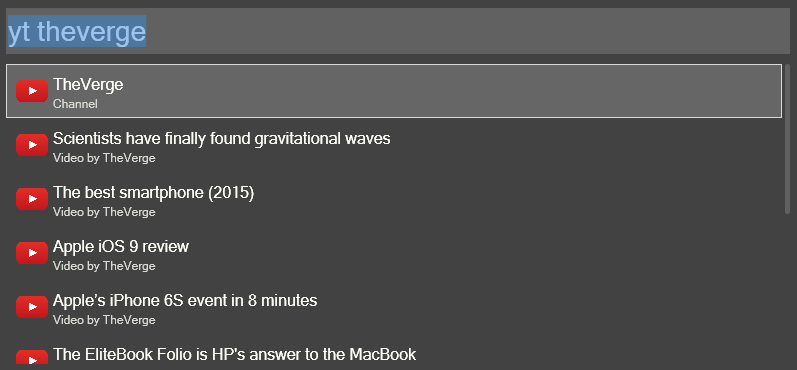 yt theverge
TheVerge
Channel
Scientists have finally found gravitational waves
Video by TheVerge
The best smartphone (2015)
Video by TheVerge
Apple iOS 9 review
Video by TheVerge
Apple's iPhone 6S event in 8 minutes
Video by TheVerge
The EliteBook Folio is HP's answer to the MacBook